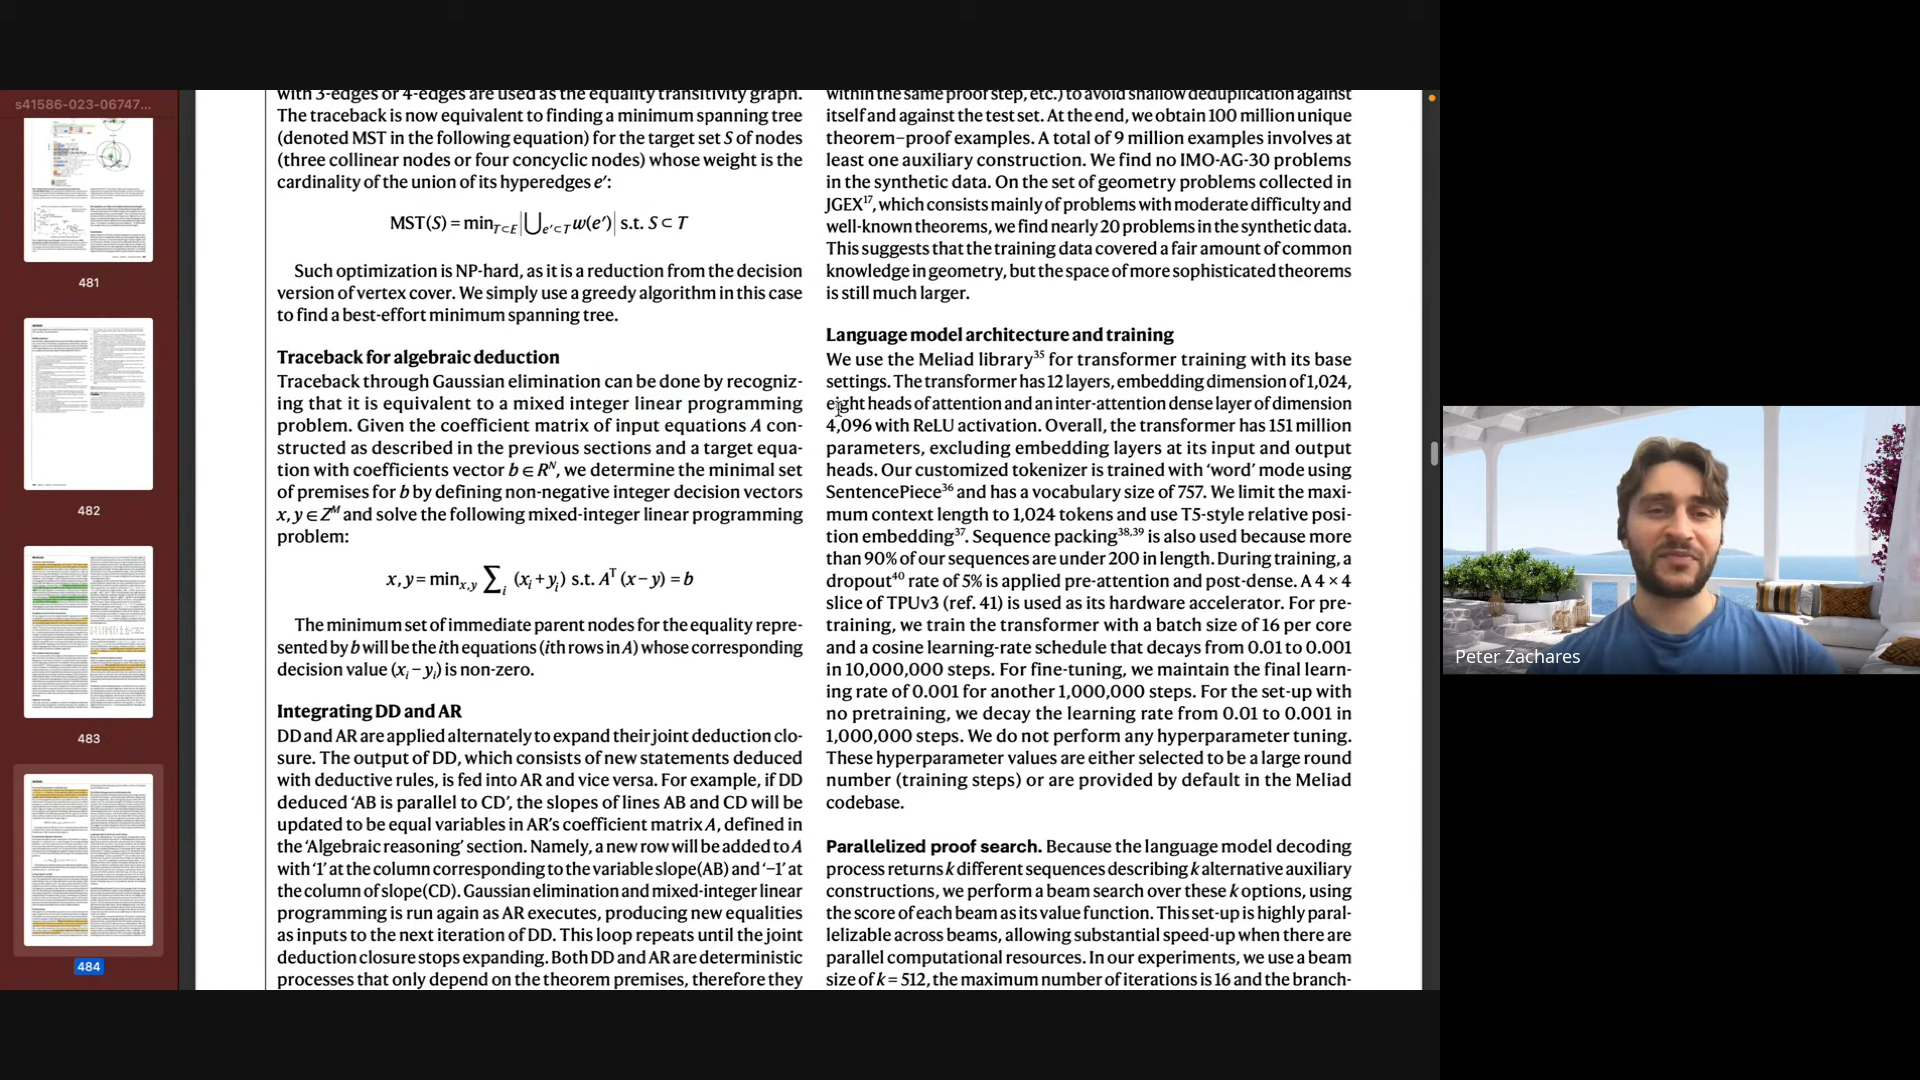 s41586-023-06747...
481
482
483
484
with 3-edges or 4-edges are used as the equality transitivity graph.
The traceback is now equivalent to finding a minimum spanning tree
(denoted MST in the following equation) for the target set S of nodes
(three collinear nodes or four concyclic nodes) whose weight is the
cardinality of the union of its hyperedges e′:
MST(S) = min_{T⊂E} |⋃_{e′⊂T} w(e′)| s.t. S ⊂ T
Such optimization is NP-hard, as it is a reduction from the decision
version of vertex cover. We simply use a greedy algorithm in this case
to find a best-effort minimum spanning tree.
Traceback for algebraic deduction
Traceback through Gaussian elimination can be done by recogniz-
ing that it is equivalent to a mixed integer linear programming
problem. Given the coefficient matrix of input equations A con-
structed as described in the previous sections and a target equa-
tion with coefficients vector b ∈ R^N, we determine the minimal set
of premises for b by defining non-negative integer decision vectors
x, y ∈ Z^M and solve the following mixed-integer linear programming
problem:
x, y = min_{x,y} ∑_i (x_i + y_i) s.t. A^T (x − y) = b
The minimum set of immediate parent nodes for the equality repre-
sented by b will be the ith equations (ith rows in A) whose corresponding
decision value (x_i − y_i) is non-zero.
Integrating DD and AR
DD and AR are applied alternately to expand their joint deduction clo-
sure. The output of DD, which consists of new statements deduced
with deductive rules, is fed into AR and vice versa. For example, if DD
deduced ‘AB is parallel to CD’, the slopes of lines AB and CD will be
updated to be equal variables in AR’s coefficient matrix A, defined in
the ‘Algebraic reasoning’ section. Namely, a new row will be added to A
with ‘1’ at the column corresponding to the variable slope(AB) and ‘−1’ at
the column of slope(CD). Gaussian elimination and mixed-integer linear
programming is run again as AR executes, producing new equalities
as inputs to the next iteration of DD. This loop repeats until the joint
deduction closure stops expanding. Both DD and AR are deterministic
processes that only depend on the theorem premises, therefore they
within the same proof step, etc.) to avoid shallow deduplication against
itself and against the test set. At the end, we obtain 100 million unique
theorem–proof examples. A total of 9 million examples involves at
least one auxiliary construction. We find no IMO-AG-30 problems
in the synthetic data. On the set of geometry problems collected in
JGEX17, which consists mainly of problems with moderate difficulty and
well-known theorems, we find nearly 20 problems in the synthetic data.
This suggests that the training data covered a fair amount of common
knowledge in geometry, but the space of more sophisticated theorems
is still much larger.
Language model architecture and training
We use the Meliad library35 for transformer training with its base
settings. The transformer has 12 layers, embedding dimension of 1,024,
eight heads of attention and an inter-attention dense layer of dimension
4,096 with ReLU activation. Overall, the transformer has 151 million
parameters, excluding embedding layers at its input and output
heads. Our customized tokenizer is trained with ‘word’ mode using
SentencePiece36 and has a vocabulary size of 757. We limit the maxi-
mum context length to 1,024 tokens and use T5-style relative posi-
tion embedding37. Sequence packing38,39 is also used because more
than 90% of our sequences are under 200 in length. During training, a
dropout40 rate of 5% is applied pre-attention and post-dense. A 4 × 4
slice of TPUv3 (ref. 41) is used as its hardware accelerator. For pre-
training, we train the transformer with a batch size of 16 per core
and a cosine learning-rate schedule that decays from 0.01 to 0.001
in 10,000,000 steps. For fine-tuning, we maintain the final learn-
ing rate of 0.001 for another 1,000,000 steps. For the set-up with
no pretraining, we decay the learning rate from 0.01 to 0.001 in
1,000,000 steps. We do not perform any hyperparameter tuning.
These hyperparameter values are either selected to be a large round
number (training steps) or are provided by default in the Meliad
codebase.
Parallelized proof search. Because the language model decoding
process returns k different sequences describing k alternative auxiliary
constructions, we perform a beam search over these k options, using
the score of each beam as its value function. This set-up is highly paral-
lelizable across beams, allowing substantial speed-up when there are
parallel computational resources. In our experiments, we use a beam
size of k = 512, the maximum number of iterations is 16 and the branch-
Peter Zachares